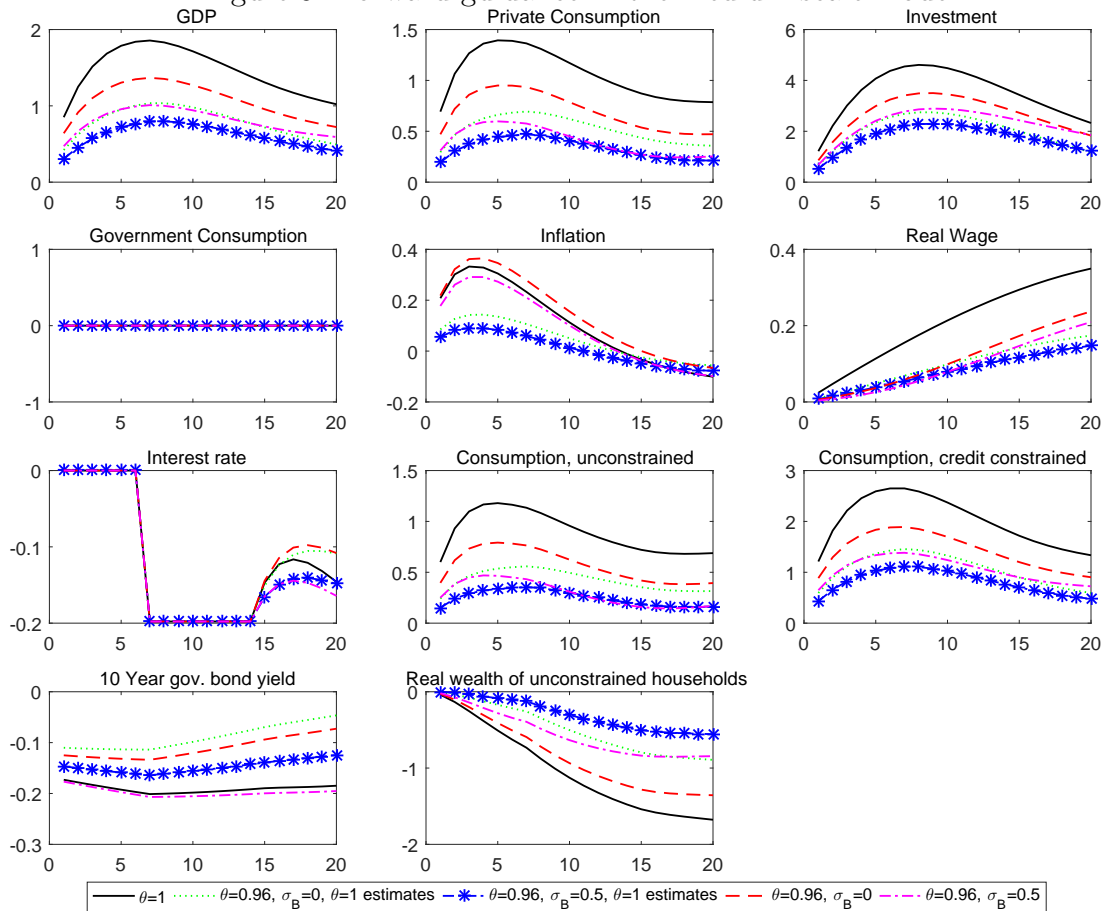 GDP
Private Consumption
Investment
2
1
0
0 5 10 15 20
1.5
1
0.5
0
0 5 10 15 20
6
4
2
0
0 5 10 15 20
Government Consumption
Inflation
Real Wage
1
0
-1
0 5 10 15 20
0.4
0.2
0
-0.2
0 5 10 15 20
0.4
0.2
0
0 5 10 15 20
Interest rate
Consumption, unconstrained
Consumption, credit constrained
0
-0.1
-0.2
0 5 10 15 20
1.5
1
0.5
0
0 5 10 15 20
3
2
1
0
0 5 10 15 20
10 Year gov. bond yield
Real wealth of unconstrained households
0
-0.1
-0.2
-0.3
0 5 10 15 20
0
-1
-2
0 5 10 15 20
θ=1 θ=0.96, σ_B=0, θ=1 estimates θ=0.96, σ_B=0.5, θ=1 estimates θ=0.96, σ_B=0 θ=0.96, σ_B=0.5